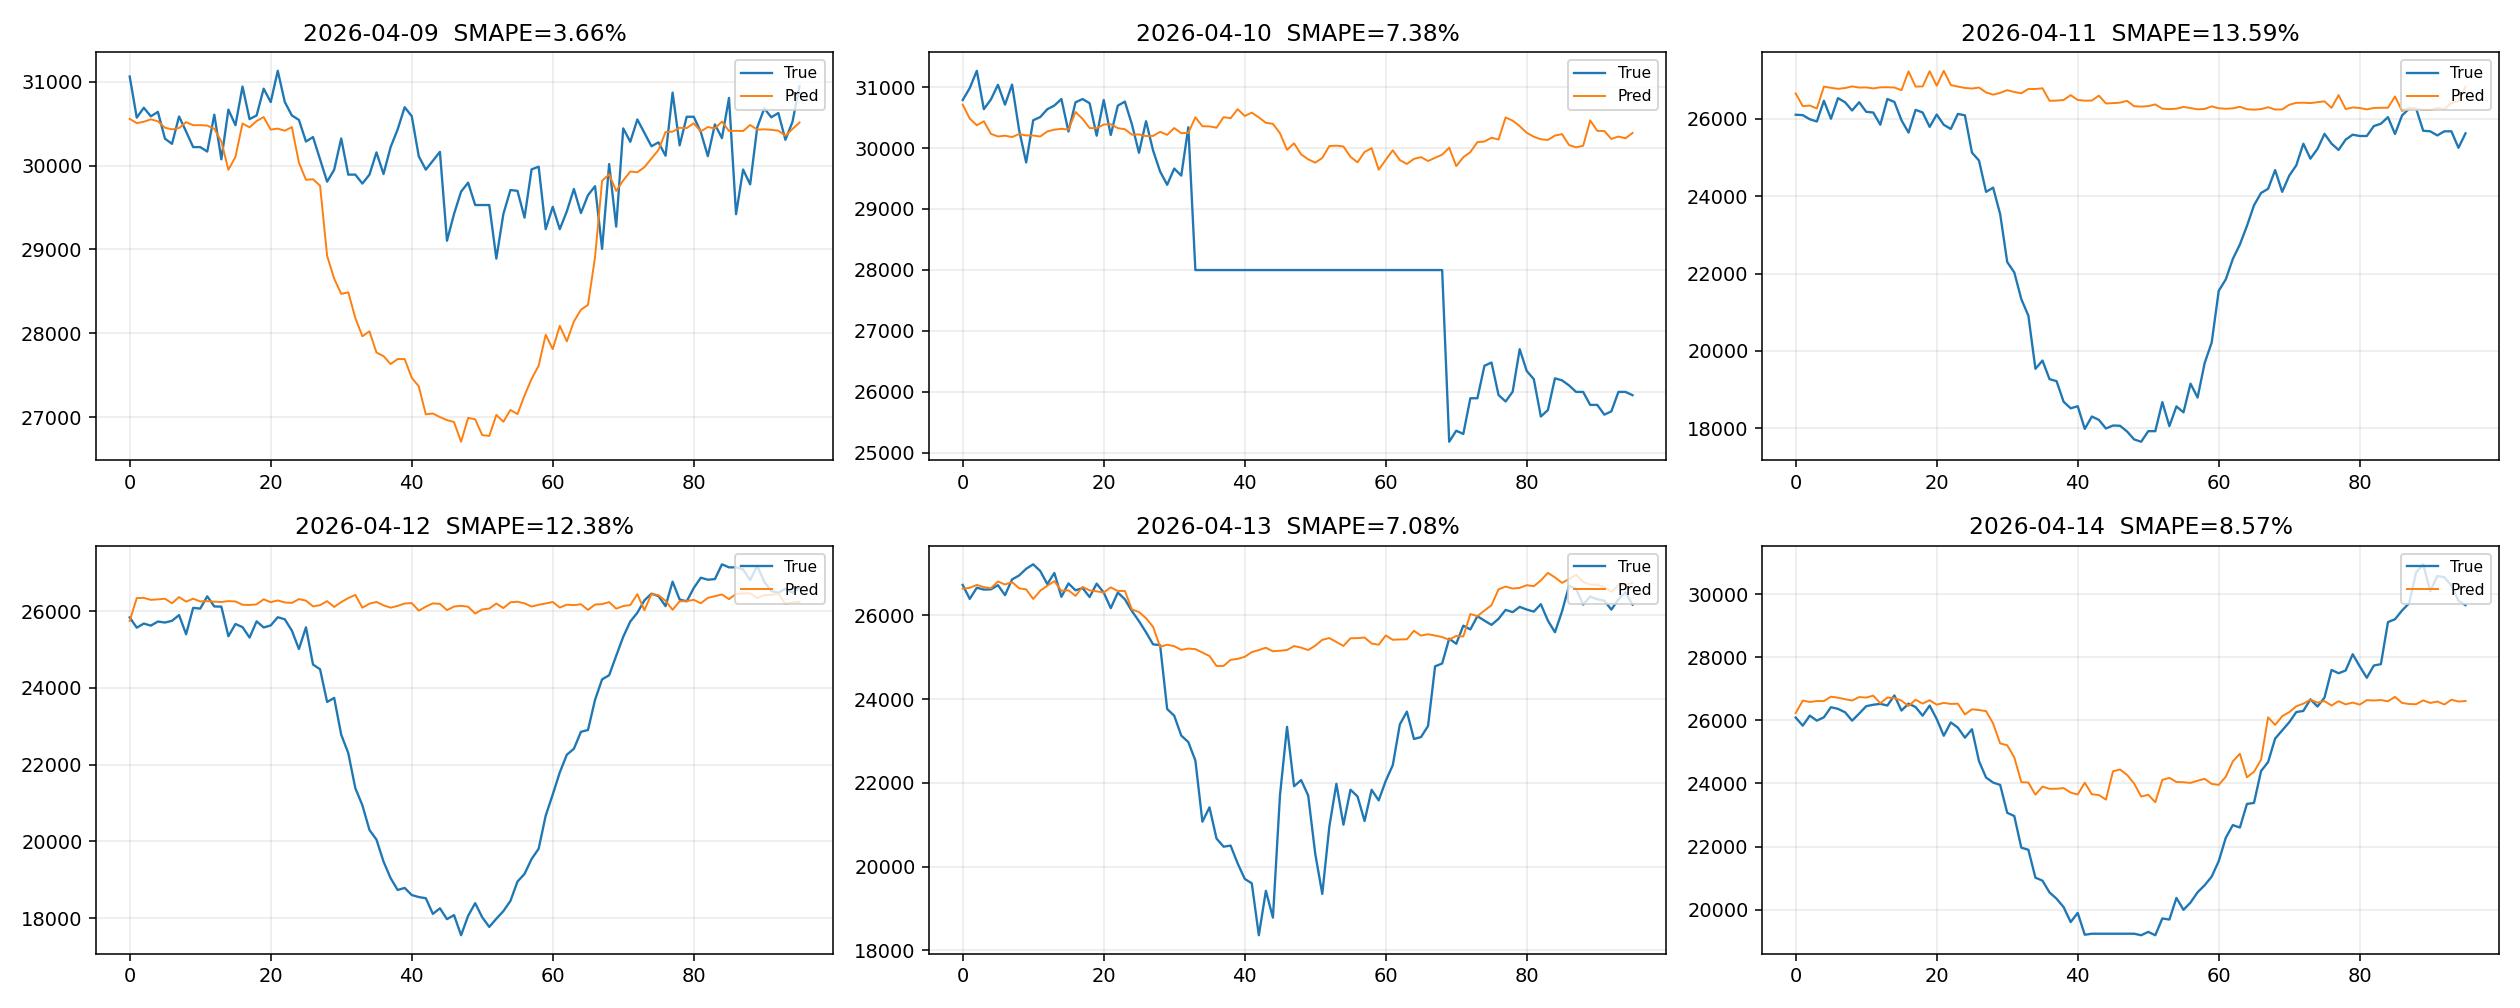 2026-04-09  SMAPE=3.66%
31000
30000
29000
28000
27000
0 20 40 60 80
True
Pred
2026-04-10  SMAPE=7.38%
31000
30000
29000
28000
27000
26000
25000
0 20 40 60 80
True
Pred
2026-04-11  SMAPE=13.59%
26000
24000
22000
20000
18000
0 20 40 60 80
True
Pred
2026-04-12  SMAPE=12.38%
26000
24000
22000
20000
18000
0 20 40 60 80
True
Pred
2026-04-13  SMAPE=7.08%
26000
24000
22000
20000
18000
0 20 40 60 80
True
Pred
2026-04-14  SMAPE=8.57%
30000
28000
26000
24000
22000
20000
0 20 40 60 80
True
Pred